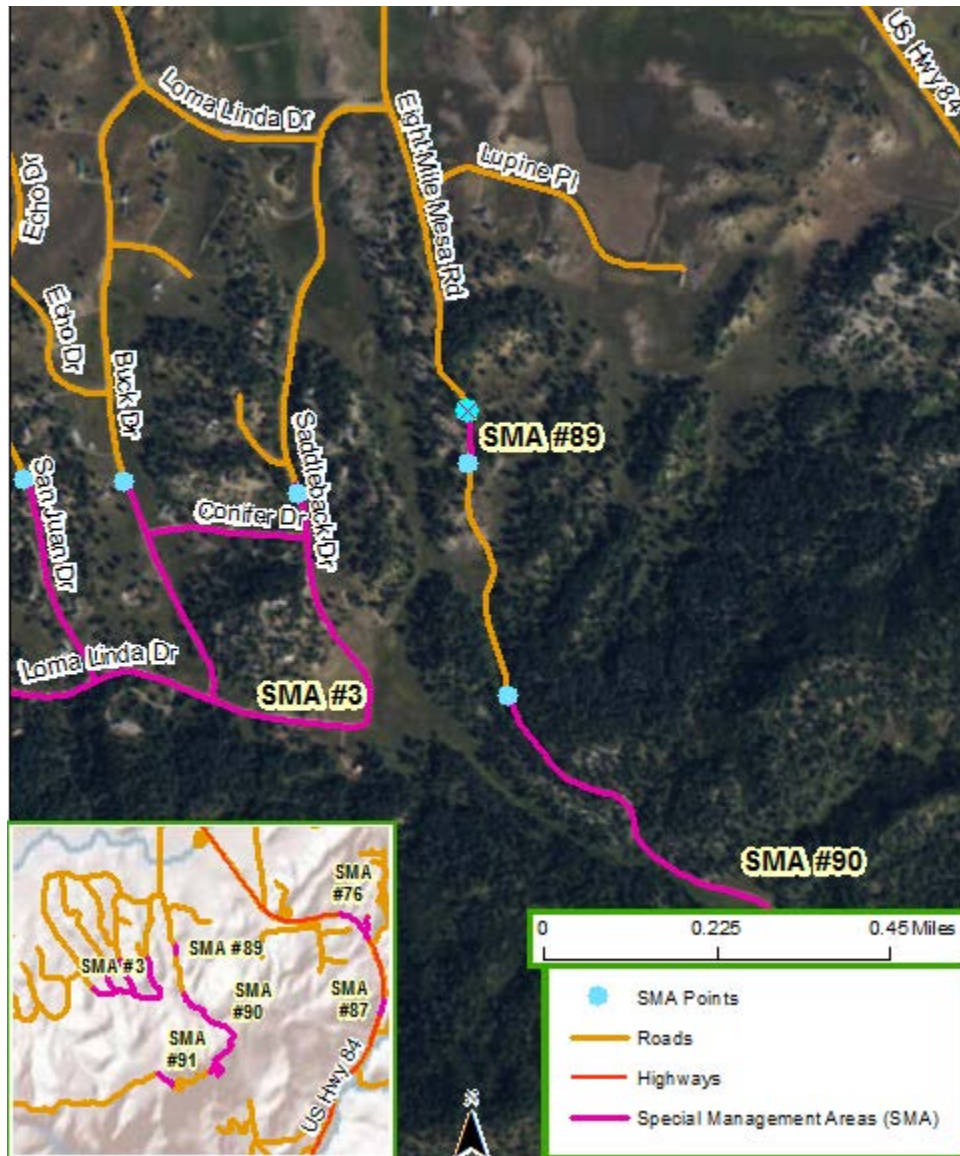 US Hwy 84
Loma Linda Dr
Eight Mile Mesa Rd
Lupine Pl
Echo Dr
Echo Dr
Buck Dr
SMA #89
Saddleback Dr
San Juan Dr
Conifer Dr
Loma Linda Dr
SMA #3
SMA #90
SMA
#76
SMA #89
SMA #3
SMA
#90
SMA
#87
SMA
#91
US Hwy 84
0
0.225
0.45 Miles
SMA Points
Roads
Highways
Special Management Areas (SMA)